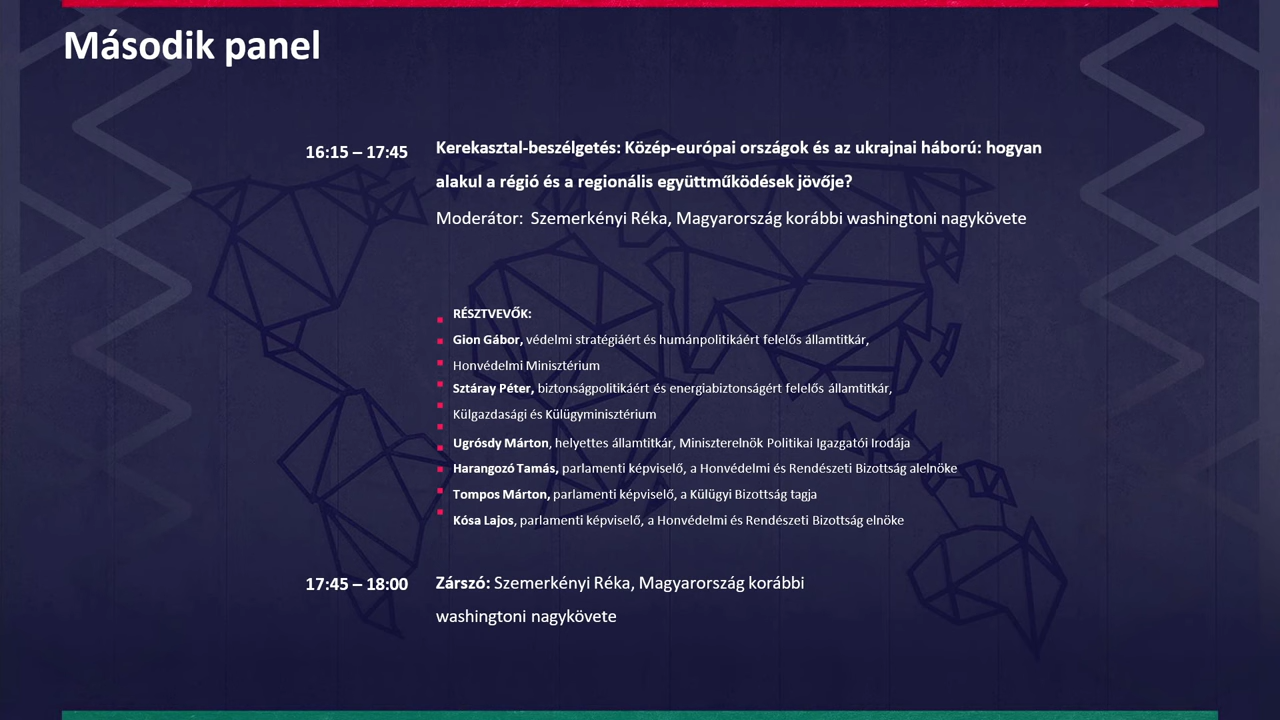 Második panel
16:15 – 17:45
Kerekasztal-beszélgetés: Közép-európai országok és az ukrajnai háború: hogyan
alakul a régió és a regionális együttműködések jövője?
Moderátor: Szemerkényi Réka, Magyarország korábbi washingtoni nagykövete
RÉSZTVEVŐK:
Gion Gábor, védelmi stratégiáért és humánpolitikáért felelős államtitkár,
Honvédelmi Minisztérium
Sztáray Péter, biztonságpolitikáért és energiabiztonságért felelős államtitkár,
Külgazdasági és Külügyminisztérium
Ugrósdy Márton, helyettes államtitkár, Miniszterelnök Politikai Igazgatói Irodája
Harangozó Tamás, parlamenti képviselő, a Honvédelmi és Rendészeti Bizottság alelnöke
Tompos Márton, parlamenti képviselő, a Külügyi Bizottság tagja
Kósa Lajos, parlamenti képviselő, a Honvédelmi és Rendészeti Bizottság elnöke
17:45 – 18:00
Zárszó: Szemerkényi Réka, Magyarország korábbi
washingtoni nagykövete